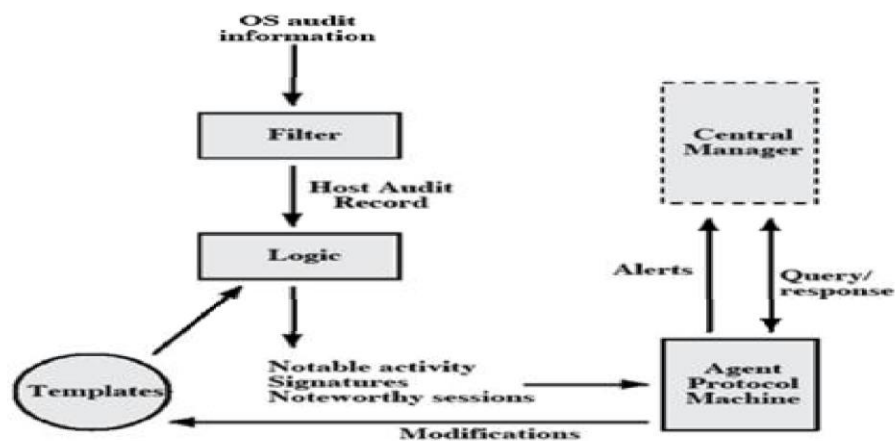 OS audit
information
Filter
Host Audit
Record
Logic
Templates
Notable activity
Signatures
Noteworthy sessions
Modifications
Central
Manager
Alerts
Query/
response
Agent
Protocol
Machine